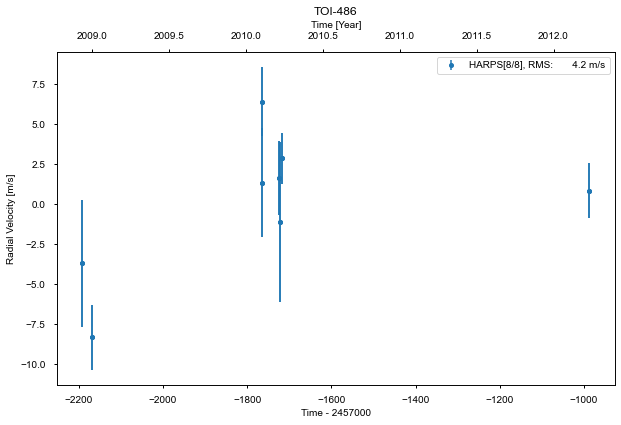 TOI-486
Time [Year]
2009.0 2009.5 2010.0 2010.5 2011.0 2011.5 2012.0
HARPS[8/8], RMS: 4.2 m/s
7.5
5.0
2.5
0.0
−2.5
−5.0
−7.5
−10.0
Radial Velocity [m/s]
−2200 −2000 −1800 −1600 −1400 −1200 −1000
Time - 2457000